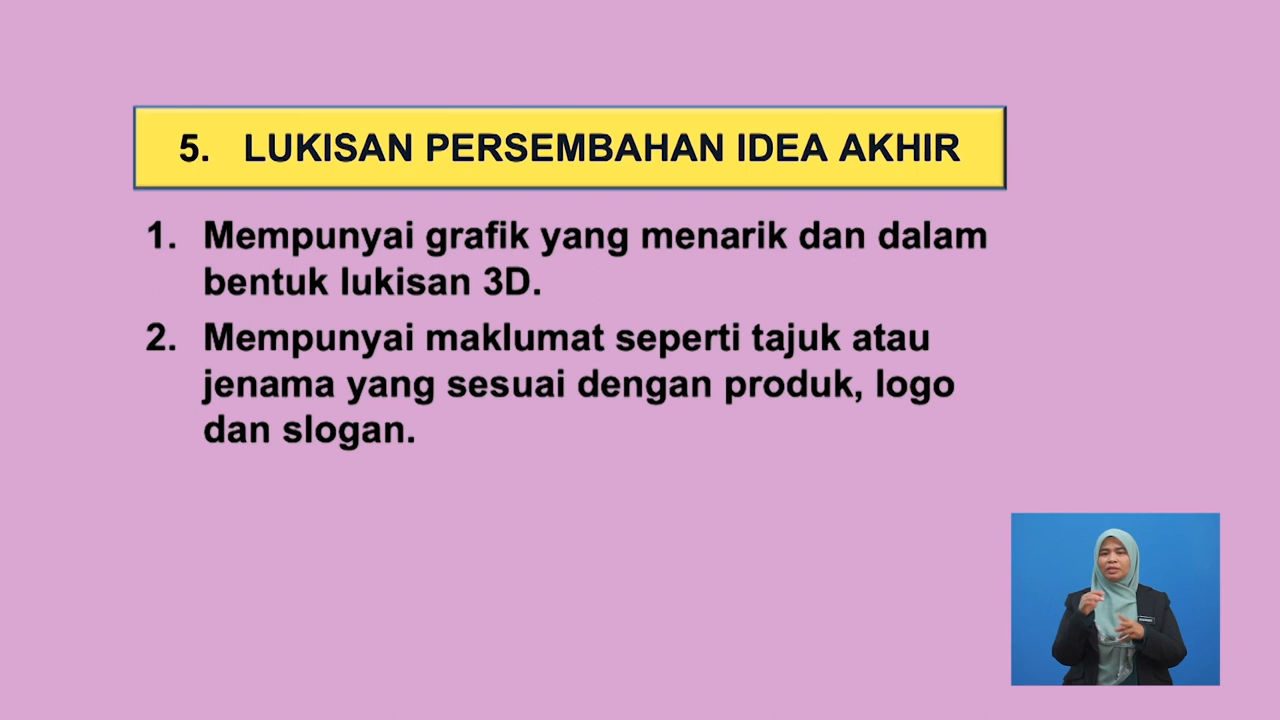 5. LUKISAN PERSEMBAHAN IDEA AKHIR
1. Mempunyai grafik yang menarik dan dalam
bentuk lukisan 3D.
2. Mempunyai maklumat seperti tajuk atau
jenama yang sesuai dengan produk, logo
dan slogan.